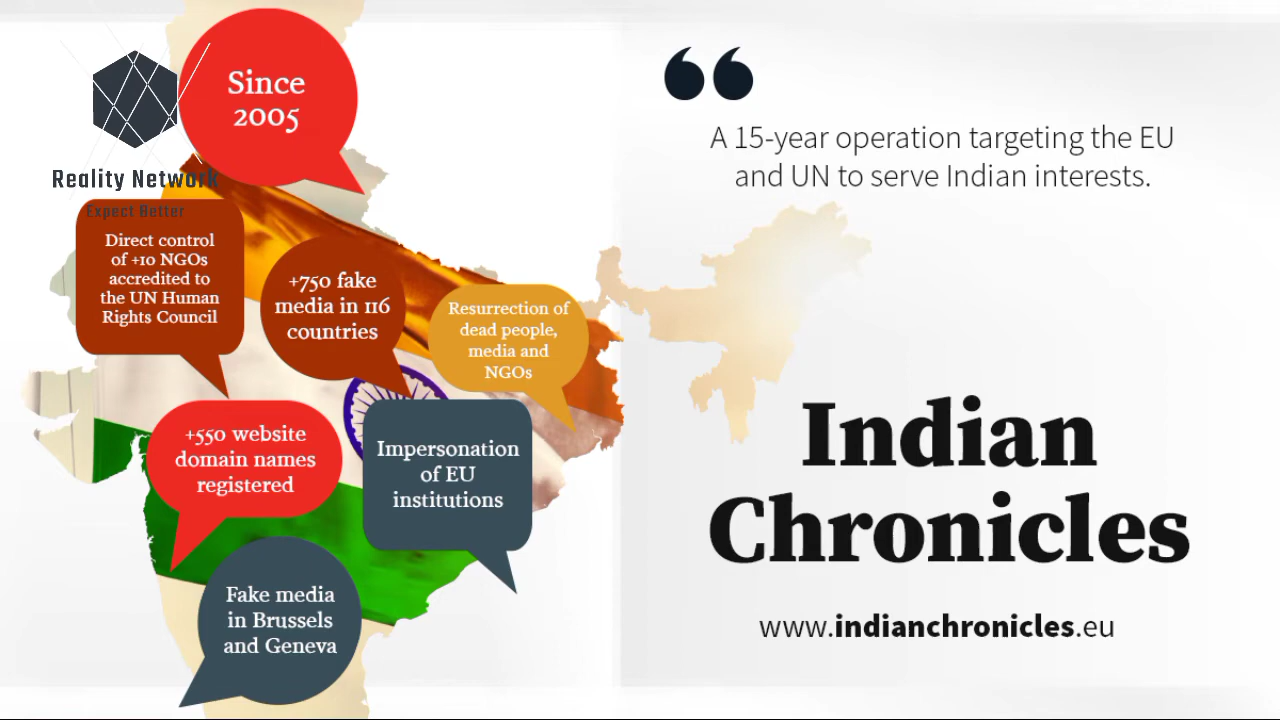 Since
2005
Reality Network
Expect Better
Direct control
of +10 NGOs
accredited to
the UN Human
Rights Council
+750 fake
media in 116
countries
Resurrection of
dead people,
media and
NGOs
+550 website
domain names
registered
Impersonation
of EU
institutions
Fake media
in Brussels
and Geneva
“
A 15-year operation targeting the EU
and UN to serve Indian interests.
Indian
Chronicles
www.indianchronicles.eu